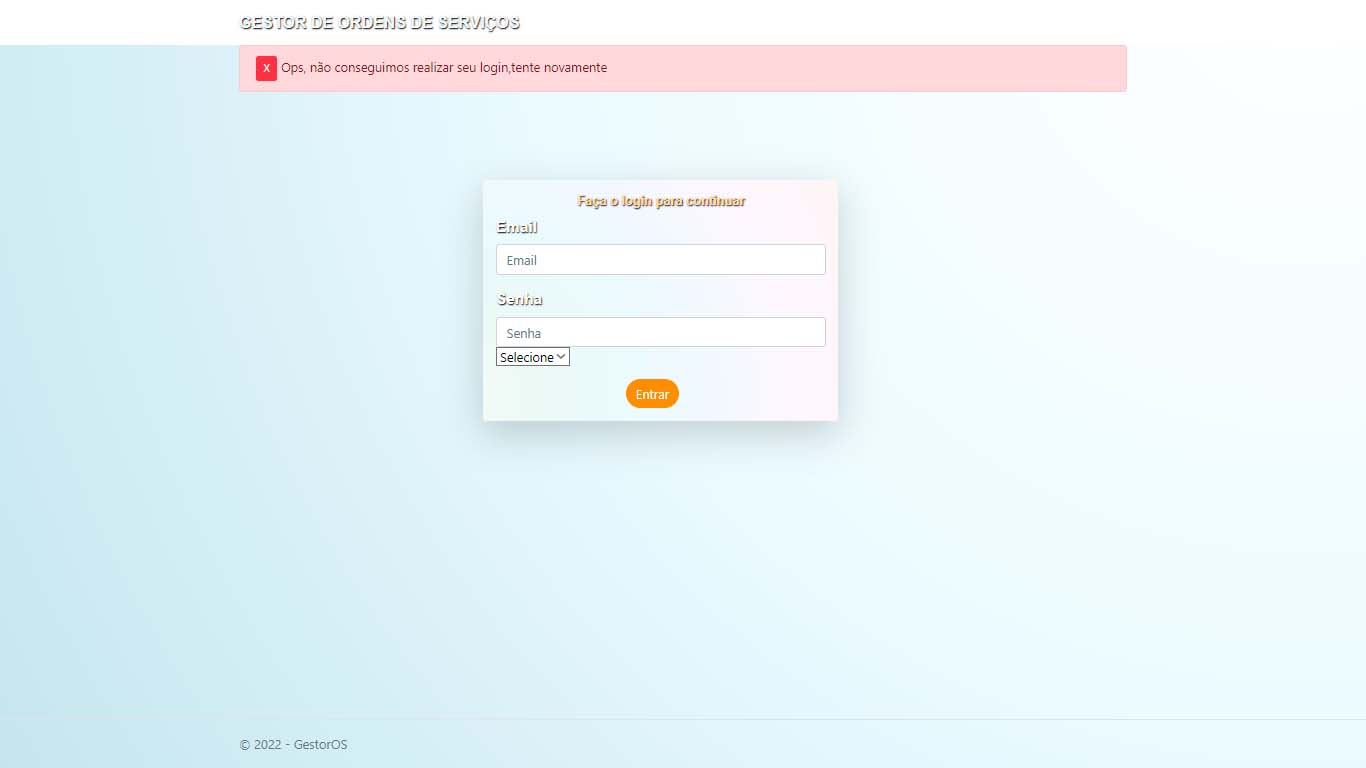 GESTOR DE ORDENS DE SERVIÇOS
X Ops, não conseguimos realizar seu login,tente novamente
Faça o login para continuar
Email
Email
Senha
Senha
Selecione
Entrar
© 2022 - GestorOS